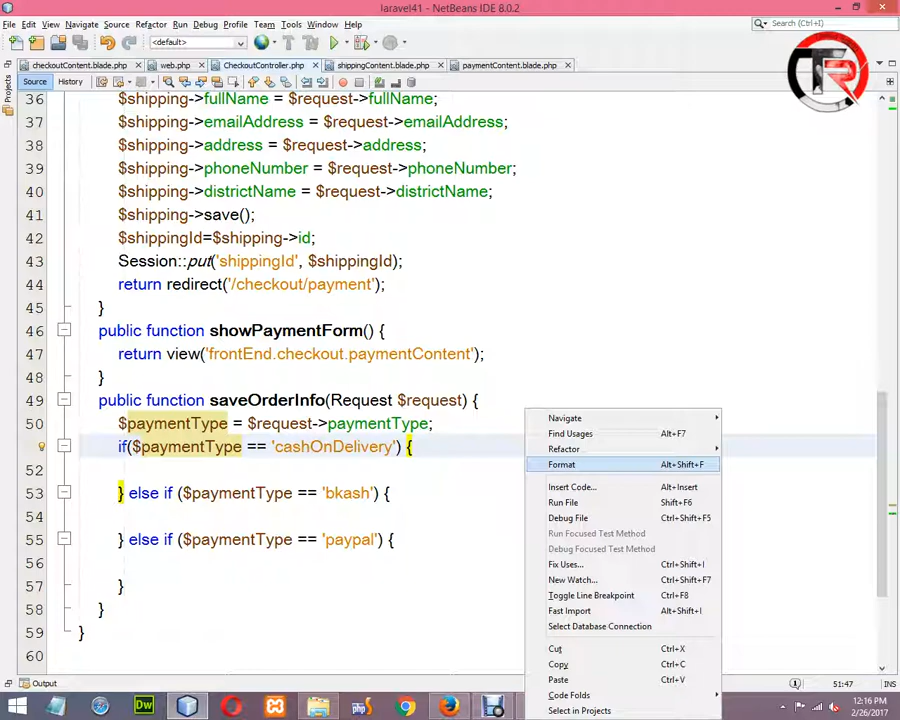 laravel41 - NetBeans IDE 8.0.2
File Edit View Navigate Source Refactor Run Debug Profile Team Tools Window Help
Search (Ctrl+I)
<default>
checkoutContent.blade.php web.php CheckoutController.php shippingContent.blade.php paymentContent.blade.php
Source History
Projects
TR
36 $shipping->fullName = $request->fullName;
37 $shipping->emailAddress = $request->emailAddress;
38 $shipping->address = $request->address;
39 $shipping->phoneNumber = $request->phoneNumber;
40 $shipping->districtName = $request->districtName;
41 $shipping->save();
42 $shippingId=$shipping->id;
43 Session::put('shippingId', $shippingId);
44 return redirect('/checkout/payment');
45 }
46 public function showPaymentForm() {
47 return view('frontEnd.checkout.paymentContent');
48 }
49 public function saveOrderInfo(Request $request) {
50 $paymentType = $request->paymentType;
if($paymentType == 'cashOnDelivery') {
52
53 } else if ($paymentType == 'bkash') {
54
55 } else if ($paymentType == 'paypal') {
56
57 }
58 }
59 }
60
Navigate
Find Usages Alt+F7
Refactor
Format Alt+Shift+F
Insert Code... Alt+Insert
Run File Shift+F6
Debug File Ctrl+Shift+F5
Run Focused Test Method
Debug Focused Test Method
Fix Uses... Ctrl+Shift+I
New Watch... Ctrl+Shift+F7
Toggle Line Breakpoint Ctrl+F8
Fast Import Alt+Shift+I
Select Database Connection
Cut Ctrl+X
Copy Ctrl+C
Paste Ctrl+V
Code Folds
Select in Projects
Output
51:47 INS
Dw
php
12:16 PM
2/26/2017